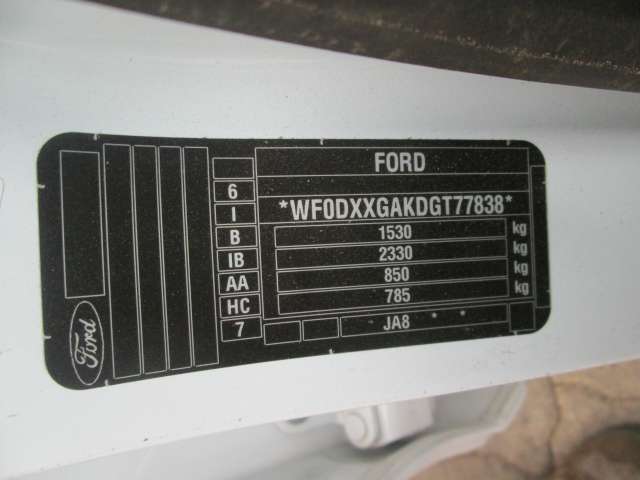 FORD
6
I
*WF0DXXGAKDGT77838*
B
1530 kg
IB
2330 kg
AA
850 kg
HC
785 kg
7
JA8 * *
Ford